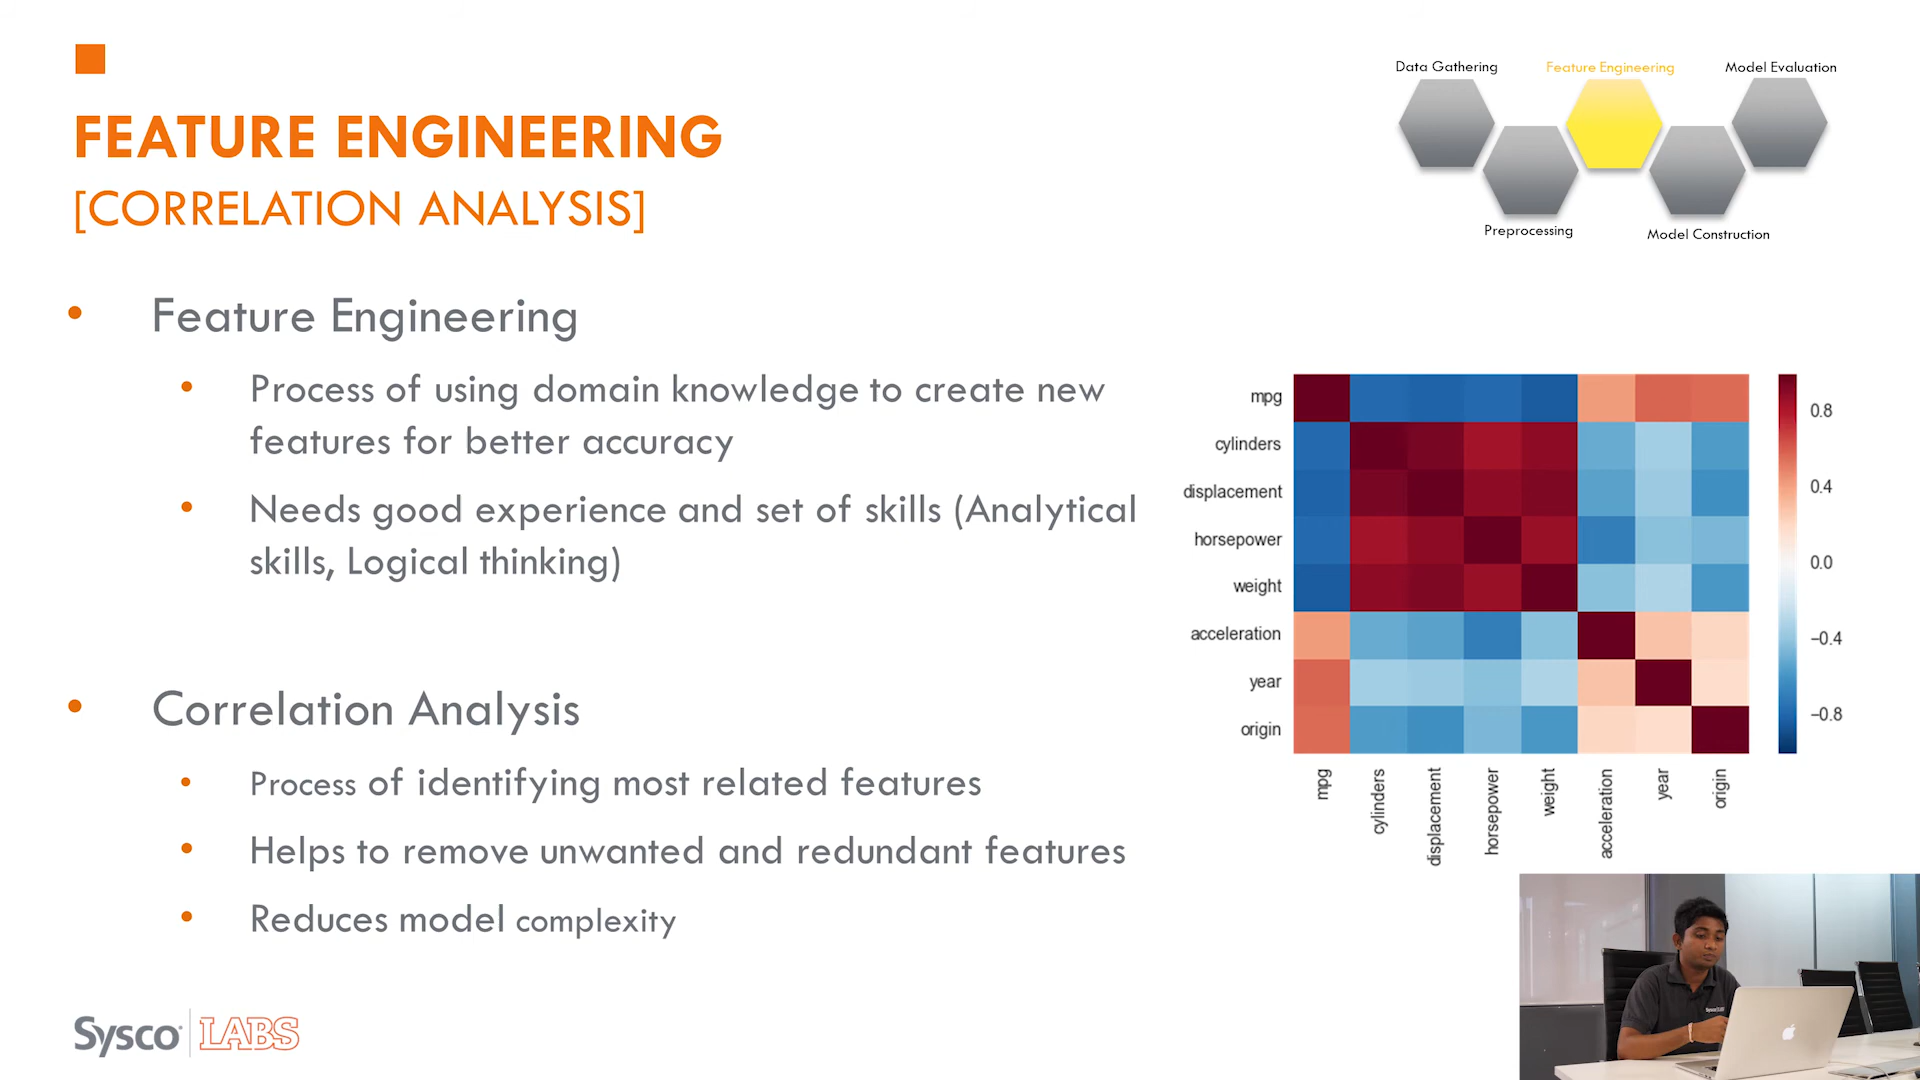 Data Gathering
Feature Engineering
Model Evaluation
Preprocessing
Model Construction
FEATURE ENGINEERING
[CORRELATION ANALYSIS]
• Feature Engineering
• Process of using domain knowledge to create new
features for better accuracy
• Needs good experience and set of skills (Analytical
skills, Logical thinking)
• Correlation Analysis
• Process of identifying most related features
• Helps to remove unwanted and redundant features
• Reduces model complexity
mpg
cylinders
displacement
horsepower
weight
acceleration
year
origin
mpg
cylinders
displacement
horsepower
weight
acceleration
year
origin
0.8
0.4
0.0
−0.4
−0.8
Sysco LABS